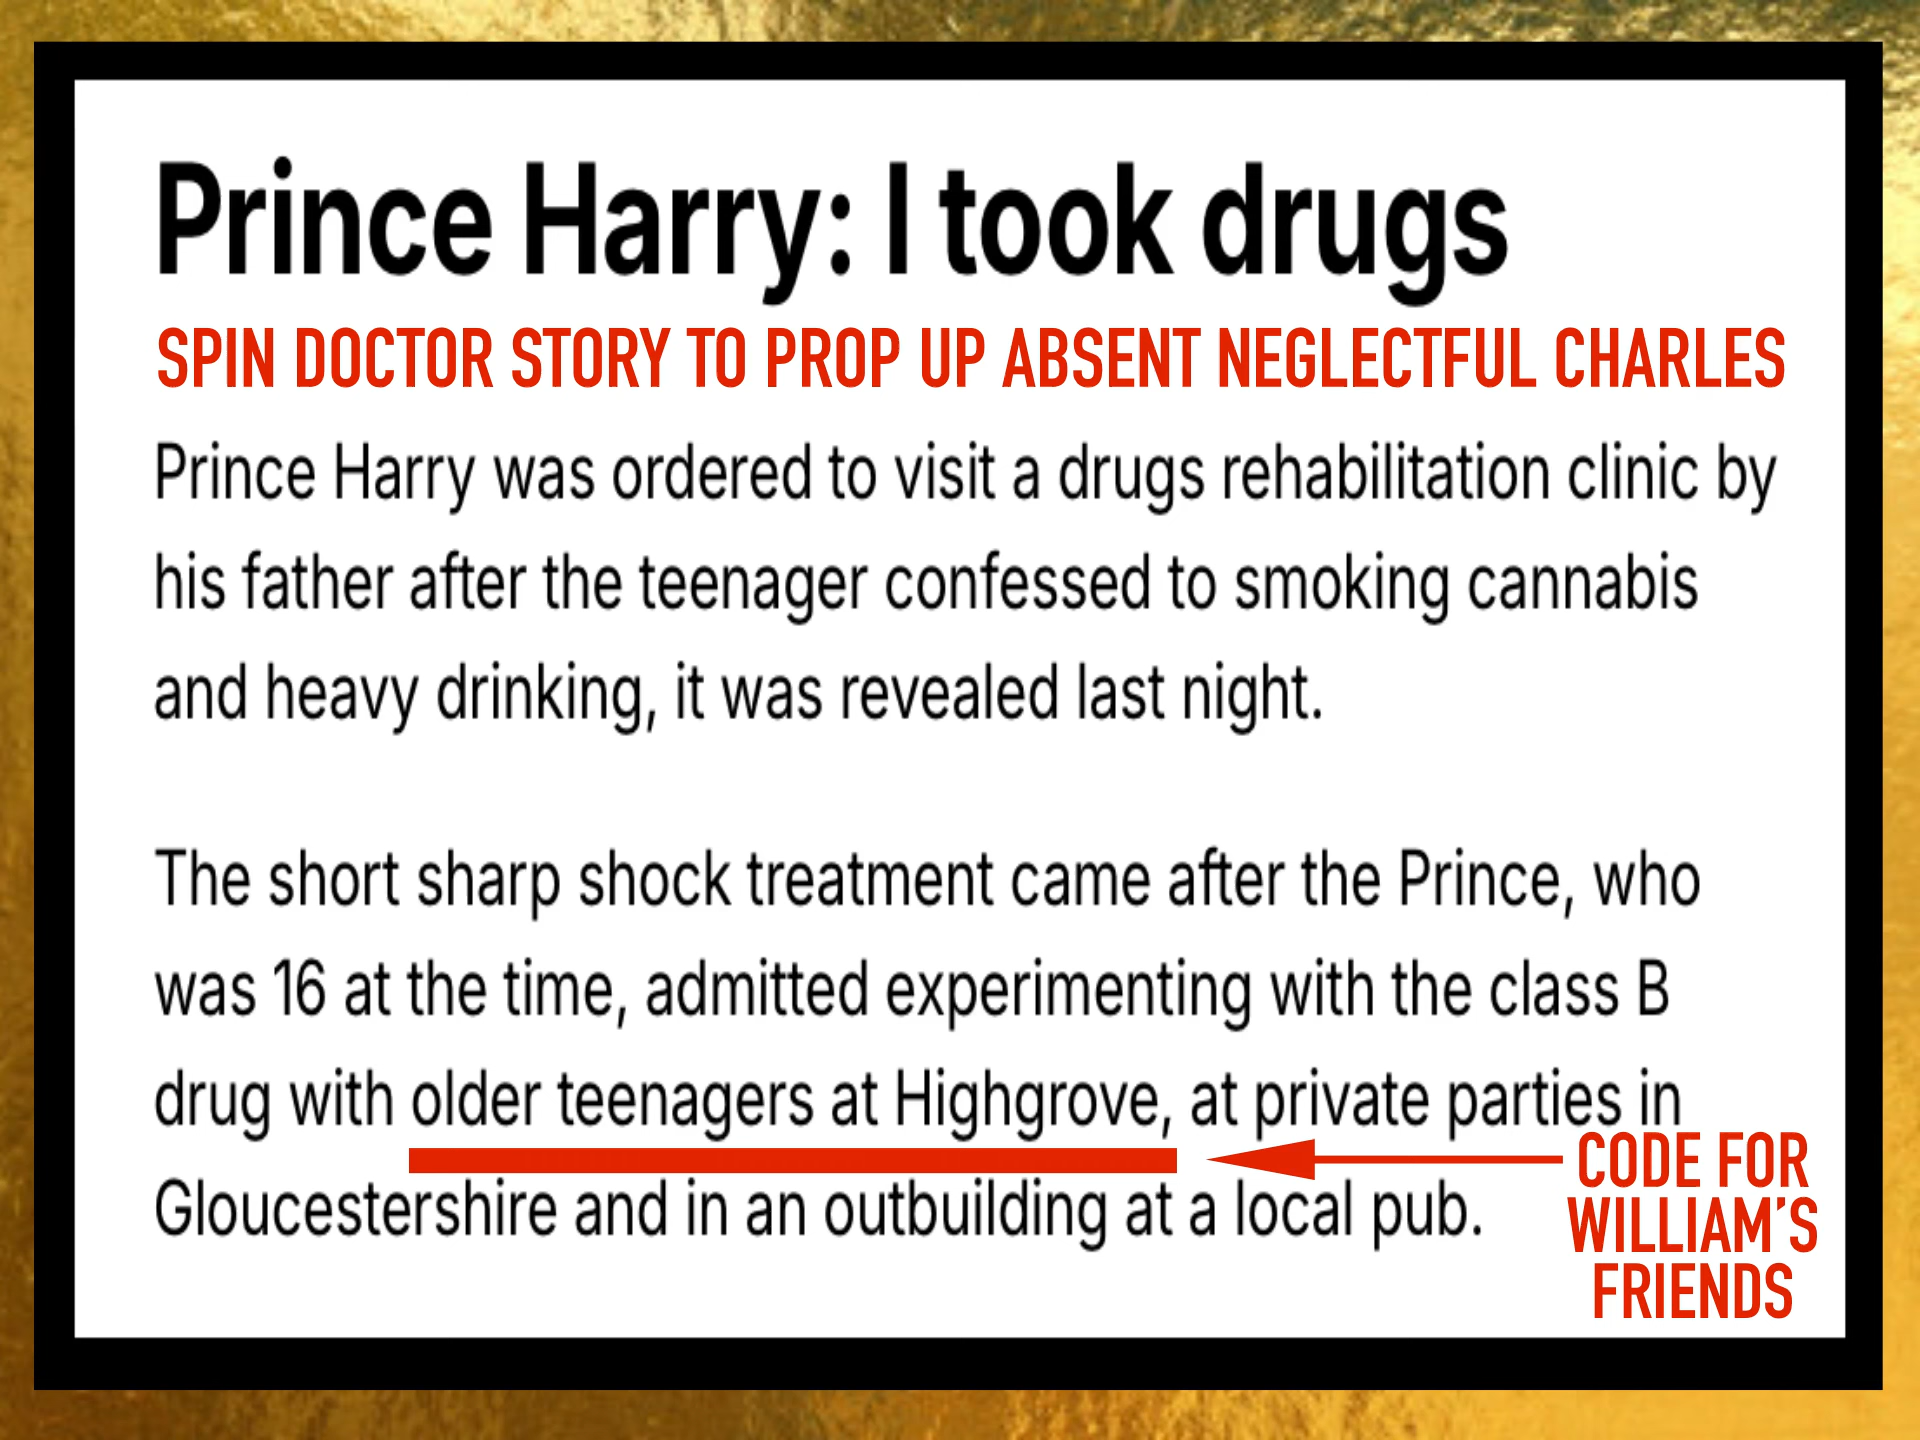 Prince Harry: I took drugs
SPIN DOCTOR STORY TO PROP UP ABSENT NEGLECTFUL CHARLES
Prince Harry was ordered to visit a drugs rehabilitation clinic by
his father after the teenager confessed to smoking cannabis
and heavy drinking, it was revealed last night.
The short sharp shock treatment came after the Prince, who
was 16 at the time, admitted experimenting with the class B
drug with older teenagers at Highgrove, at private parties in
Gloucestershire and in an outbuilding at a local pub.
CODE FOR
WILLIAM'S
FRIENDS